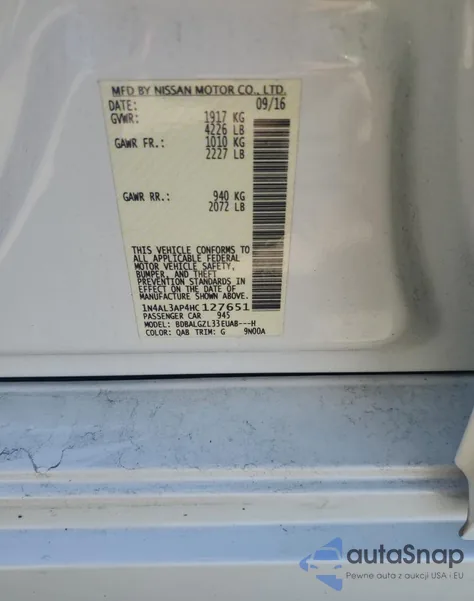 MFD BY NISSAN MOTOR CO., LTD.
DATE: 09/16
GVWR: 1917 KG
4226 LB
GAWR FR.: 1010 KG
2227 LB
GAWR RR.: 940 KG
2072 LB
THIS VEHICLE CONFORMS TO
ALL APPLICABLE FEDERAL
MOTOR VEHICLE SAFETY,
BUMPER, AND THEFT
PREVENTION STANDARDS IN
EFFECT ON THE DATE OF
MANUFACTURE SHOWN ABOVE.
1N4AL3AP4HC127651
PASSENGER CAR 945
MODEL: BDBALGZL33EUA8---H
COLOR: QAB TRIM: G 9N00A
autoSnap
Pewne auta z aukcji USA i EU